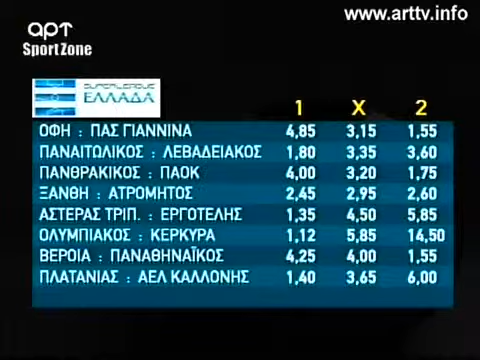 www.arttv.info
αρτ
SportZone
SUPERLEAGUE
ΕΛΛΑΔΑ
1 X 2
ΟΦΗ : ΠΑΣ ΓΙΑΝΝΙΝΑ 4,85 3,15 1,55
ΠΑΝΑΙΤΩΛΙΚΟΣ : ΛΕΒΑΔΕΙΑΚΟΣ 1,80 3,35 3,60
ΠΑΝΘΡΑΚΙΚΟΣ : ΠΑΟΚ 4,00 3,20 1,75
ΞΑΝΘΗ : ΑΤΡΟΜΗΤΟΣ 2,45 2,95 2,60
ΑΣΤΕΡΑΣ ΤΡΙΠ. : ΕΡΓΟΤΕΛΗΣ 1,35 4,50 5,85
ΟΛΥΜΠΙΑΚΟΣ : ΚΕΡΚΥΡΑ 1,12 5,85 14,50
ΒΕΡΟΙΑ : ΠΑΝΑΘΗΝΑΪΚΟΣ 4,25 4,00 1,55
ΠΛΑΤΑΝΙΑΣ : ΑΕΛ ΚΑΛΛΟΝΗΣ 1,40 3,65 6,00